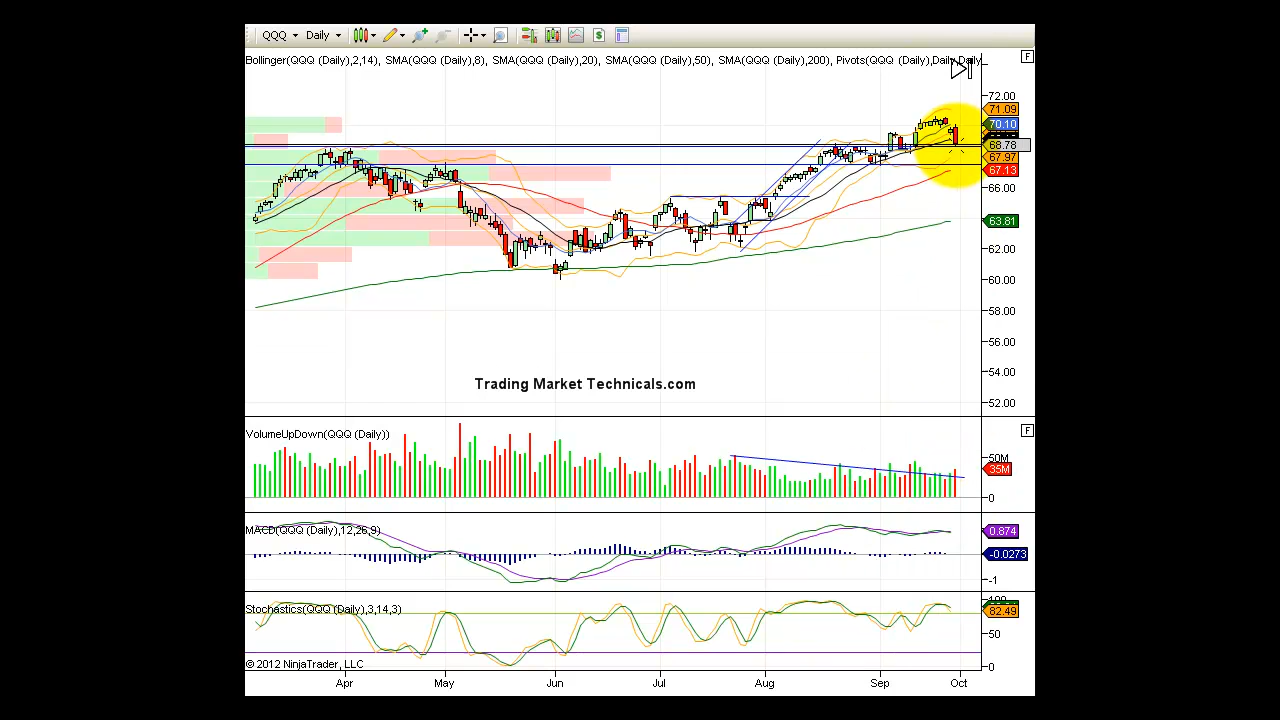 QQQ Daily
Bollinger(QQQ (Daily),2,14), SMA(QQQ (Daily),8), SMA(QQQ (Daily),20), SMA(QQQ (Daily),50), SMA(QQQ (Daily),200), Pivots(QQQ (Daily),Daily,Daily
F
72.00
71.09
70.10
68.78
67.97
67.13
66.00
63.81
62.00
60.00
58.00
56.00
54.00
Trading Market Technicals.com
52.00
VolumeUpDown(QQQ (Daily))
F
50M
35M
0
MACD(QQQ (Daily),12,26,9)
0.874
-0.0273
-1
Stochastics(QQQ (Daily),3,14,3)
100
82.49
50
0
© 2012 NinjaTrader, LLC
Apr May Jun Jul Aug Sep Oct